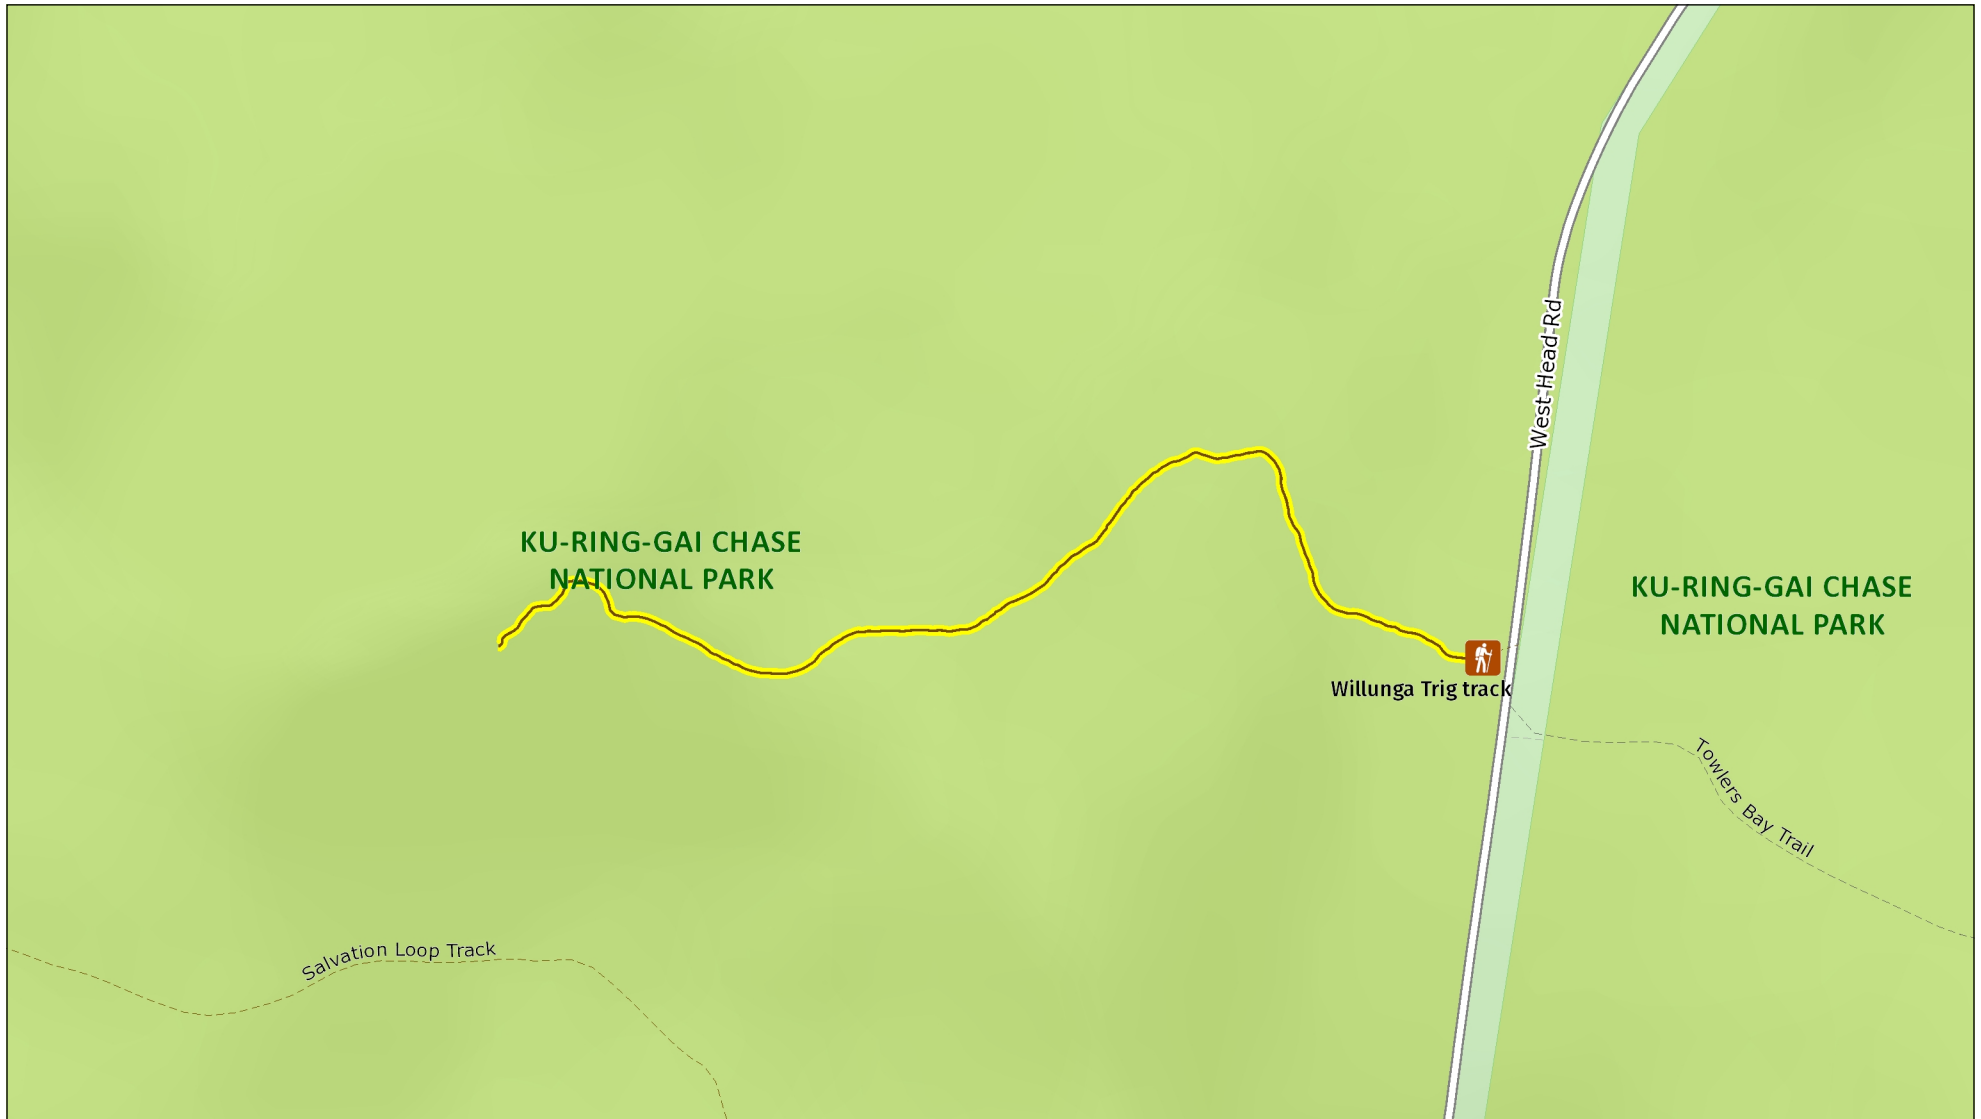 West Head Rd
KU-RING-GAI CHASE
NATIONAL PARK
KU-RING-GAI CHASE
NATIONAL PARK
Willunga Trig track
Towlers Bay Trail
Salvation Loop Track